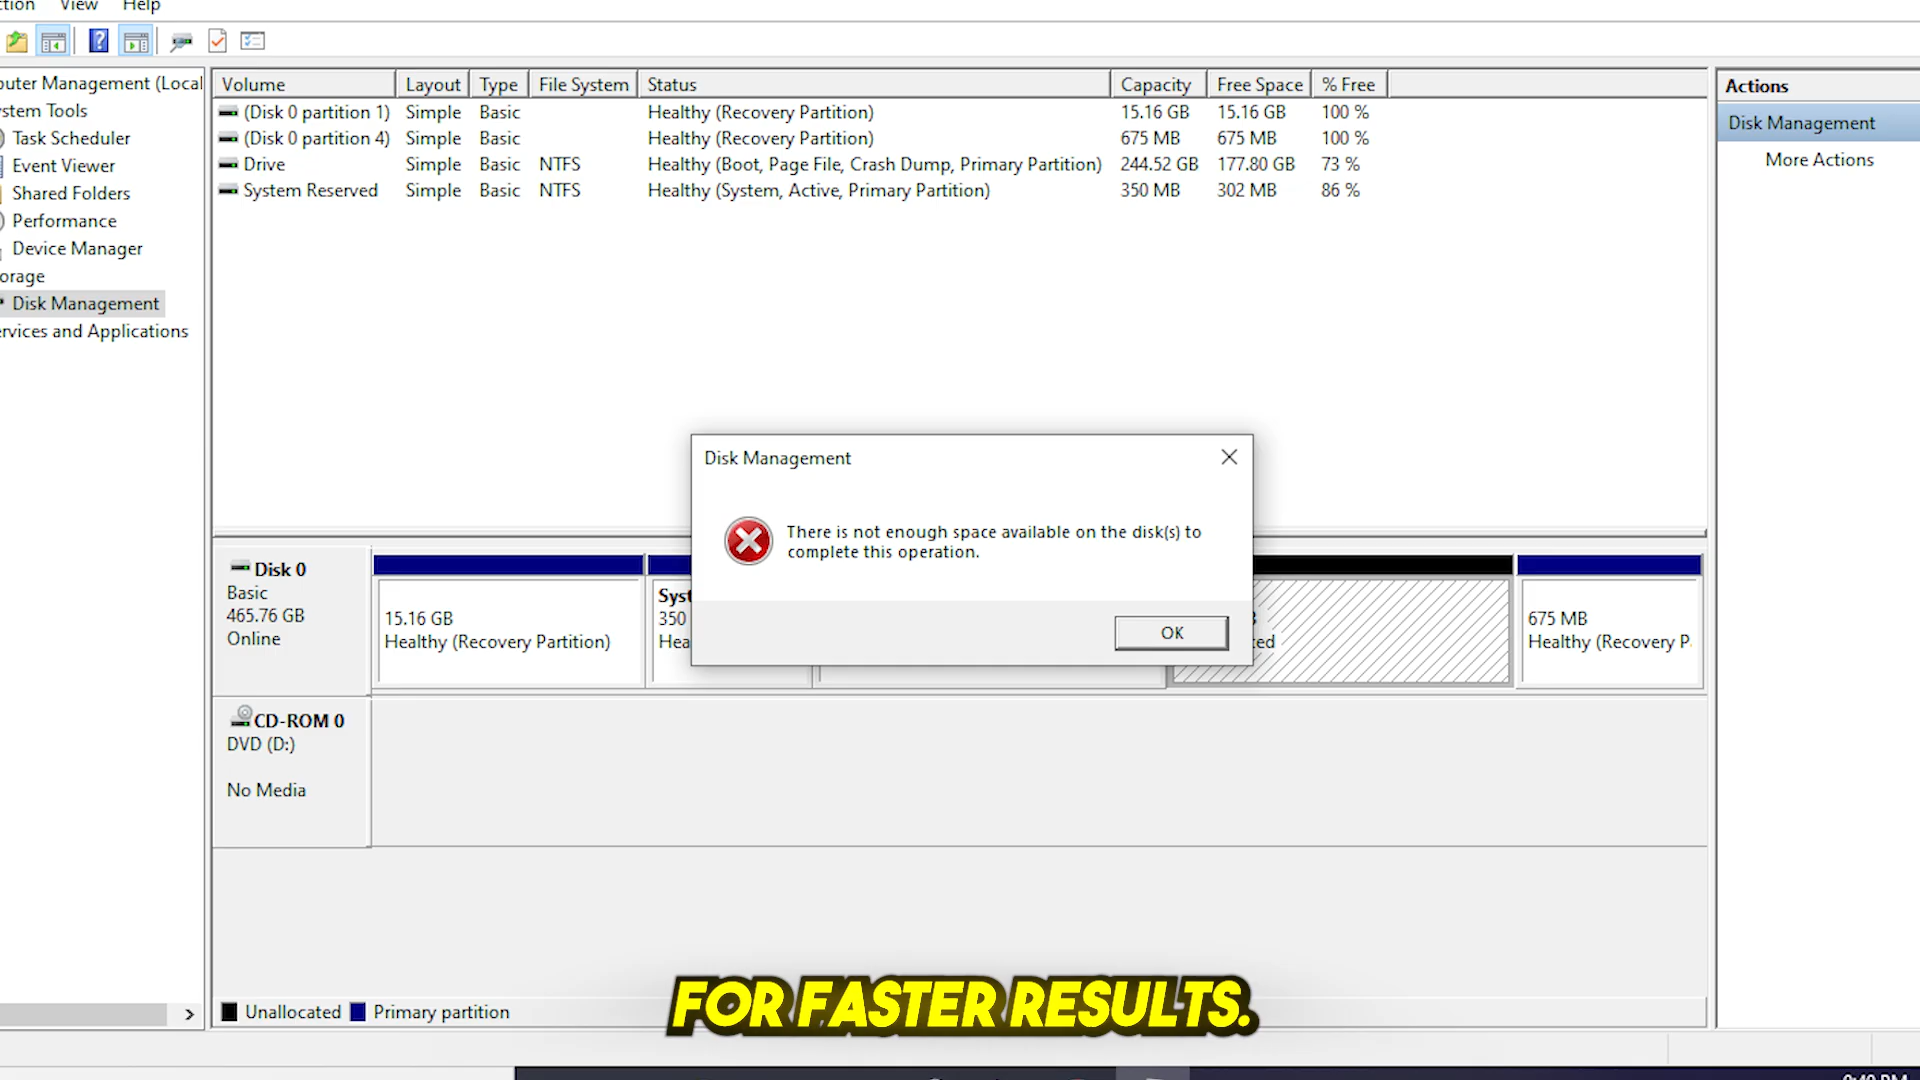 ction View Help
puter Management (Local
stem Tools
Task Scheduler
Event Viewer
Shared Folders
Performance
Device Manager
orage
Disk Management
ervices and Applications
Volume Layout Type File System Status Capacity Free Space % Free
(Disk 0 partition 1) Simple Basic Healthy (Recovery Partition) 15.16 GB 15.16 GB 100 %
(Disk 0 partition 4) Simple Basic Healthy (Recovery Partition) 675 MB 675 MB 100 %
Drive Simple Basic NTFS Healthy (Boot, Page File, Crash Dump, Primary Partition) 244.52 GB 177.80 GB 73 %
System Reserved Simple Basic NTFS Healthy (System, Active, Primary Partition) 350 MB 302 MB 86 %
Actions
Disk Management
More Actions
Disk Management
There is not enough space available on the disk(s) to
complete this operation.
OK
Disk 0
Basic
465.76 GB
Online
15.16 GB
Healthy (Recovery Partition)
Syst
350
Hea
ted
675 MB
Healthy (Recovery P
CD-ROM 0
DVD (D:)
No Media
Unallocated Primary partition
FOR FASTER RESULTS.